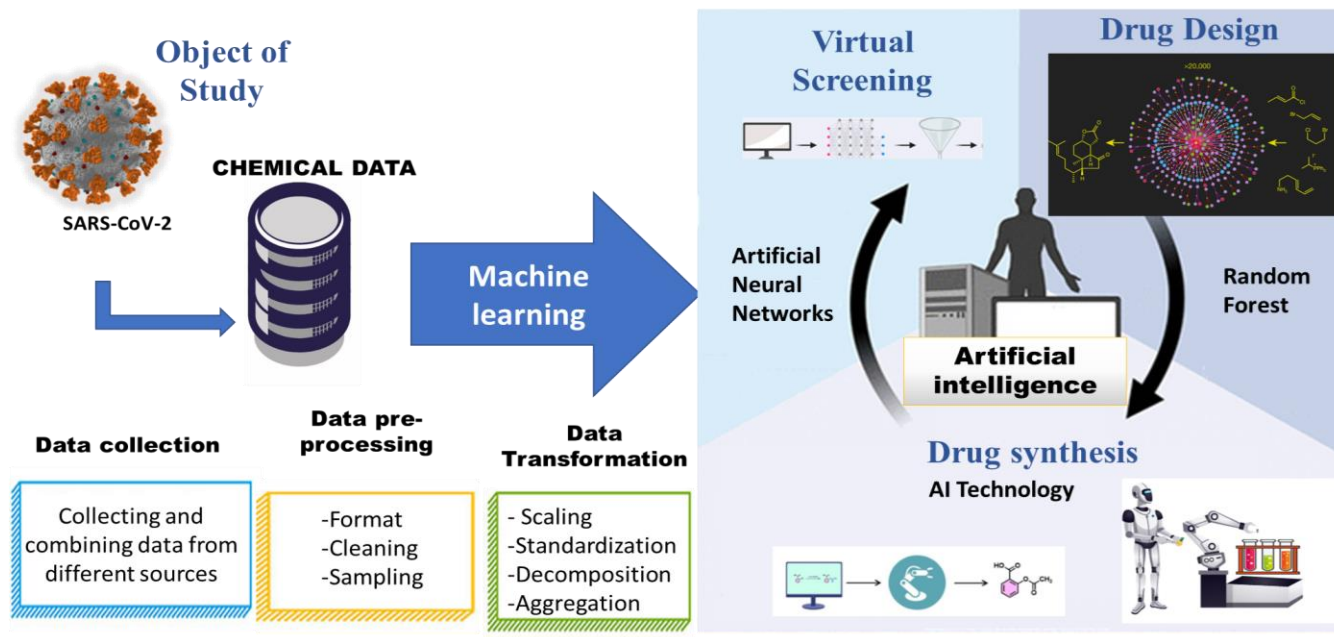 Object of
Study
SARS-CoV-2
CHEMICAL DATA
Machine
learning
Data collection
Collecting and
combining data from
different sources
Data pre-
processing
-Format
-Cleaning
-Sampling
Data
Transformation
- Scaling
-Standardization
-Decomposition
-Aggregation
Virtual
Screening
Drug Design
×20,000
Artificial
Neural
Networks
Random
Forest
Artificial
intelligence
Drug synthesis
AI Technology